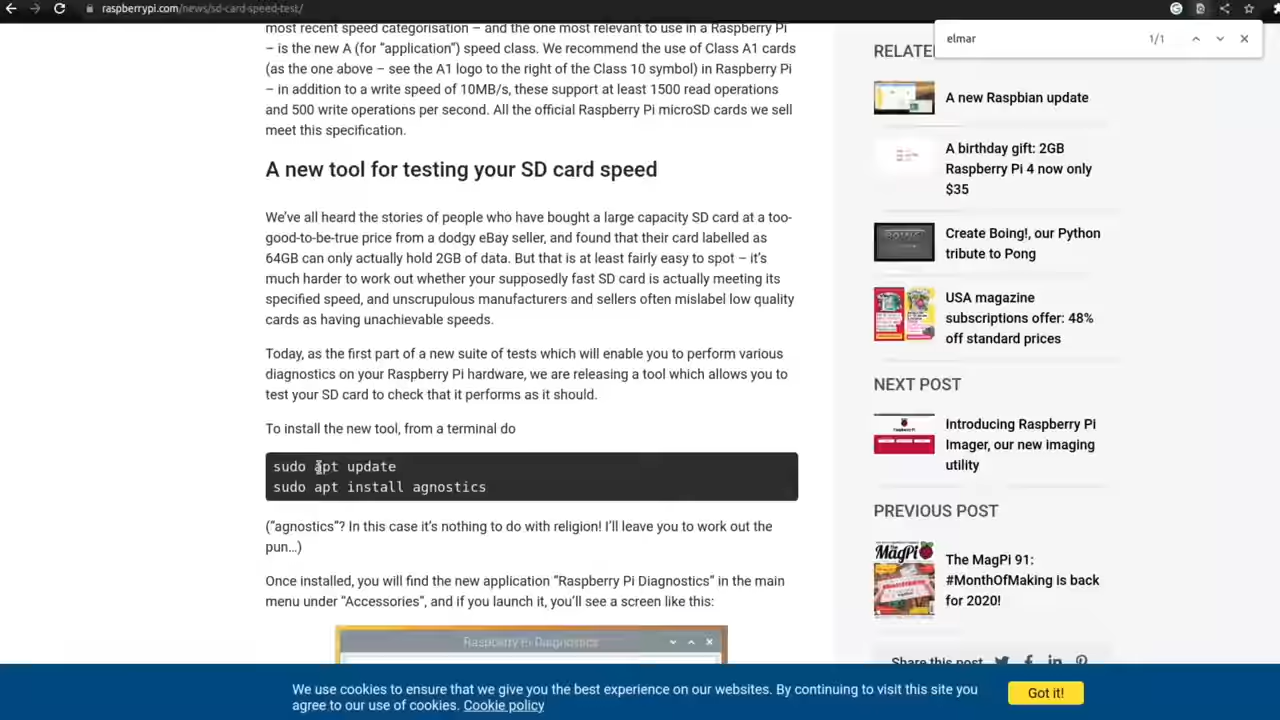 raspberrypi.com/news/sd-card-speed-test/
elmar
1/1
most recent speed categorisation – and the one most relevant to use in a Raspberry Pi
– is the new A (for “application”) speed class. We recommend the use of Class A1 cards
(as the one above – see the A1 logo to the right of the Class 10 symbol) in Raspberry Pi
– in addition to a write speed of 10MB/s, these support at least 1500 read operations
and 500 write operations per second. All the official Raspberry Pi microSD cards we sell
meet this specification.
A new tool for testing your SD card speed
We’ve all heard the stories of people who have bought a large capacity SD card at a too-
good-to-be-true price from a dodgy eBay seller, and found that their card labelled as
64GB can only actually hold 2GB of data. But that is at least fairly easy to spot – it’s
much harder to work out whether your supposedly fast SD card is actually meeting its
specified speed, and unscrupulous manufacturers and sellers often mislabel low quality
cards as having unachievable speeds.
Today, as the first part of a new suite of tests which will enable you to perform various
diagnostics on your Raspberry Pi hardware, we are releasing a tool which allows you to
test your SD card to check that it performs as it should.
To install the new tool, from a terminal do
sudo apt update
sudo apt install agnostics
(“agnostics”? In this case it’s nothing to do with religion! I’ll leave you to work out the
pun…)
Once installed, you will find the new application “Raspberry Pi Diagnostics” in the main
menu under “Accessories”, and if you launch it, you’ll see a screen like this:
Raspberry Pi Diagnostics
RELATE
A new Raspbian update
A birthday gift: 2GB
Raspberry Pi 4 now only
$35
Create Boing!, our Python
tribute to Pong
USA magazine
subscriptions offer: 48%
off standard prices
NEXT POST
Introducing Raspberry Pi
Imager, our new imaging
utility
PREVIOUS POST
MagPi
The MagPi 91:
#MonthOfMaking is back
for 2020!
Share this post
We use cookies to ensure that we give you the best experience on our websites. By continuing to visit this site you
agree to our use of cookies. Cookie policy
Got it!